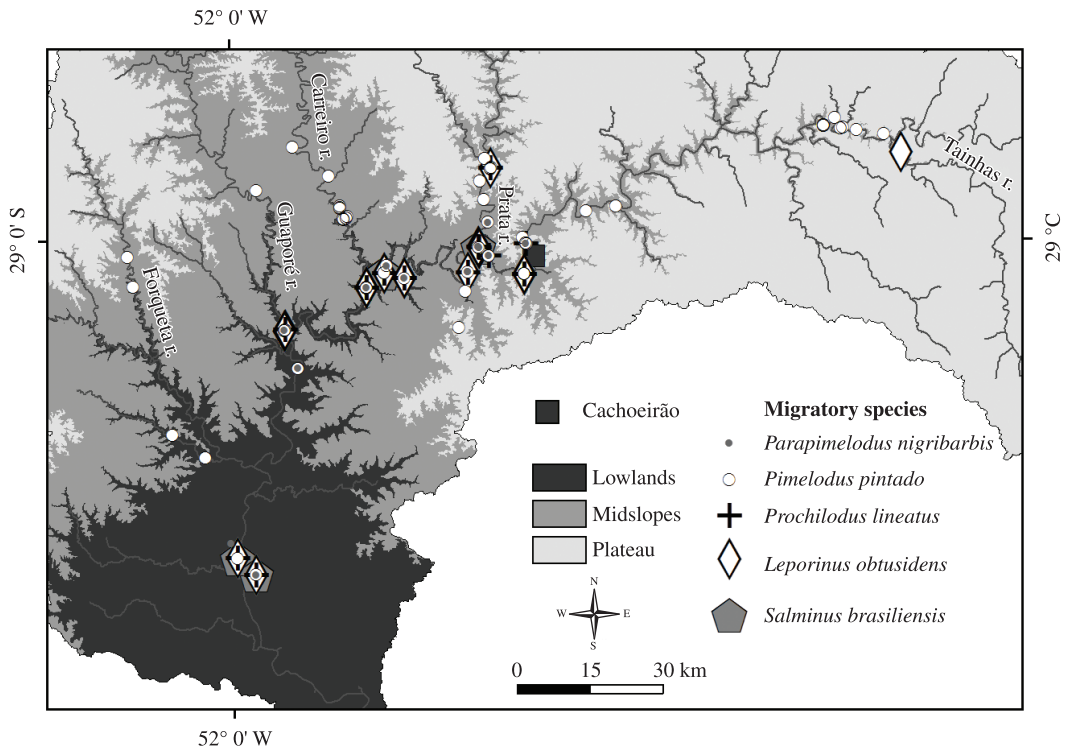 52° 0' W
Carreiro r.
Tainhas r.
Prata r.
Guaporé r.
29° 0' S
29 °C
Forqueta r.
Cachoeirão
Lowlands
Midslopes
Plateau
N
W E
S
0 15 30 km
Migratory species
Parapimelodus nigribarbis
Pimelodus pintado
Prochilodus lineatus
Leporinus obtusidens
Salminus brasiliensis
52° 0' W